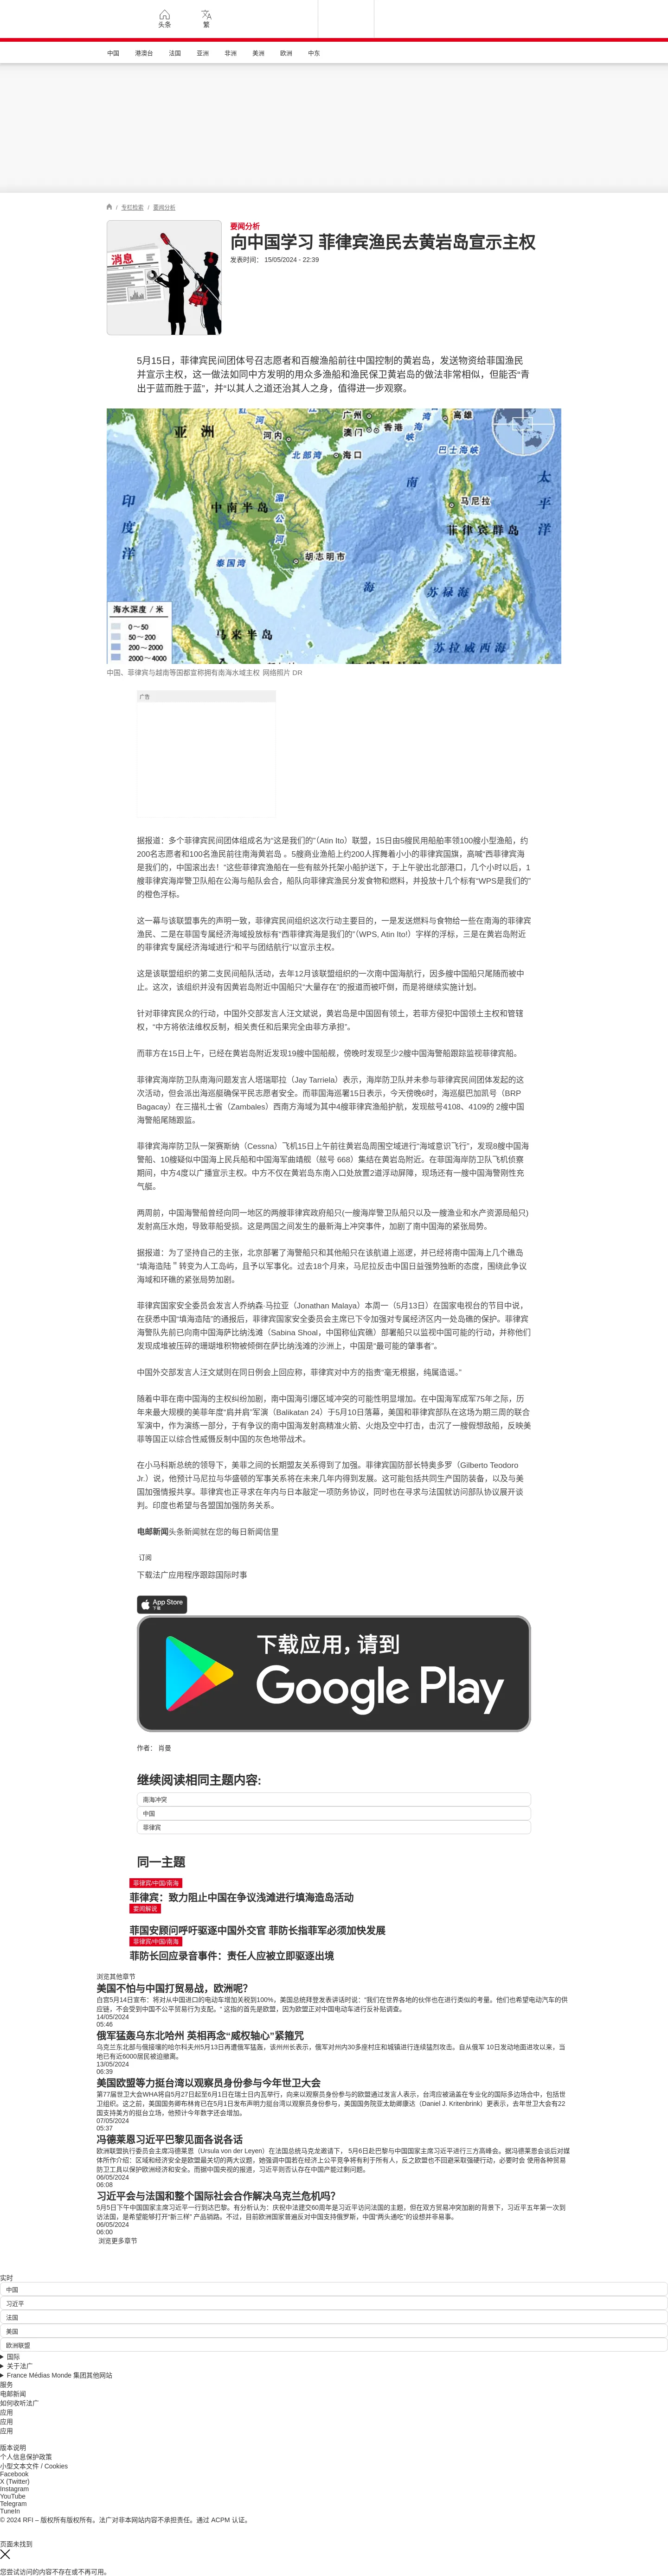 头条
繁
中国 港澳台 法国 亚洲 非洲 美洲 欧洲 中东
/ 专栏检索 / 要闻分析
消息
要闻分析
向中国学习 菲律宾渔民去黄岩岛宣示主权
发表时间： 15/05/2024 - 22:39
5月15日，菲律宾民间团体号召志愿者和百艘渔船前往中国控制的黄岩岛，发送物资给菲国渔民
并宣示主权，这一做法如同中方发明的用众多渔船和渔民保卫黄岩岛的做法非常相似，但能否“青
出于蓝而胜于蓝”，并“以其人之道还治其人之身，值得进一步观察。
亚洲
红河
河内
广州
澳门
香港
高雄
台湾海峡
北部湾
海口
太平洋
印度洋
中南半岛
湄公河
南
马尼拉
巴士海峡
菲律宾群岛
胡志明市
泰国湾
海
苏禄海
马来半岛
苏拉威西海
海水深度 / 米
0～50
50～200
200～2000
2000～4000
中国、菲律宾与越南等国都宣称拥有南海水域主权 网络照片 DR
广告
据报道：多个菲律宾民间团体组成名为“这是我们的”（Atin Ito）联盟，15日由5艘民用船舶率领100艘小型渔船，约
200名志愿者和100名渔民前往南海黄岩岛 。5艘商业渔船上约200人挥舞着小小的菲律宾国旗，高喊“西菲律宾海
是我们的，中国滚出去！”这些菲律宾渔船在一些有舷外托架小船护送下，于上午驶出北部港口，几个小时以后，1
艘菲律宾海岸警卫队船在公海与船队会合，船队向菲律宾渔民分发食物和燃料，并投放十几个标有“WPS是我们的”
的橙色浮标。
这一幕与该联盟事先的声明一致，菲律宾民间组织这次行动主要目的，一是发送燃料与食物给一些在南海的菲律宾
渔民、二是在菲国专属经济海域投放标有“西菲律宾海是我们的”（WPS, Atin Ito!）字样的浮标，三是在黄岩岛附近
的菲律宾专属经济海域进行“和平与团结航行”以宣示主权。
这是该联盟组织的第二支民间船队活动，去年12月该联盟组织的一次南中国海航行，因多艘中国船只尾随而被中
止。这次，该组织并没有因黄岩岛附近中国船只“大量存在”的报道而被吓倒，而是将继续实施计划。
针对菲律宾民众的行动，中国外交部发言人汪文斌说，黄岩岛是中国固有领土，若菲方侵犯中国领土主权和管辖
权，“中方将依法维权反制，相关责任和后果完全由菲方承担”。
而菲方在15日上午，已经在黄岩岛附近发现19艘中国船舰，傍晚时发现至少2艘中国海警船跟踪监视菲律宾船。
菲律宾海岸防卫队南海问题发言人塔瑞耶拉（Jay Tarriela）表示，海岸防卫队并未参与菲律宾民间团体发起的这
次活动，但会派出海巡艇确保平民志愿者安全。而菲国海巡署15日表示，今天傍晚6时，海巡艇巴加凯号（BRP
Bagacay）在三描礼士省（Zambales）西南方海域为其中4艘菲律宾渔船护航，发现舷号4108、4109的 2艘中国
海警船尾随跟监。
菲律宾海岸防卫队一架赛斯纳（Cessna）飞机15日上午前往黄岩岛周围空域进行“海域意识飞行”，发现8艘中国海
警船、10艘疑似中国海上民兵船和中国海军曲靖舰（舷号 668）集结在黄岩岛附近。在菲国海岸防卫队飞机侦察
期间，中方4度以广播宣示主权。中方不仅在黄岩岛东南入口处放置2道浮动屏障，现场还有一艘中国海警刚性充
气艇。
两周前，中国海警船曾经向同一地区的两艘菲律宾政府船只(一艘海岸警卫队船只以及一艘渔业和水产资源局船只)
发射高压水炮，导致菲船受损。这是两国之间发生的最新海上冲突事件，加剧了南中国海的紧张局势。
据报道：为了坚持自己的主张，北京部署了海警船只和其他船只在该航道上巡逻，并已经将南中国海上几个礁岛
“填海造陆＂转变为人工岛屿，且予以军事化。过去18个月来，马尼拉反击中国日益强势独断的态度，围绕此争议
海域和环礁的紧张局势加剧。
菲律宾国家安全委员会发言人乔纳森·马拉亚（Jonathan Malaya）本周一（5月13日）在国家电视台的节目中说，
在获悉中国“填海造陆”的通报后，菲律宾国家安全委员会主席已下令加强对专属经济区内一处岛礁的保护。菲律宾
海警队先前已向南中国海萨比纳浅滩（Sabina Shoal，中国称仙宾礁）部署船只以监视中国可能的行动，并称他们
发现成堆被压碎的珊瑚堆积物被倾倒在萨比纳浅滩的沙洲上，中国是“最可能的肇事者”。
中国外交部发言人汪文斌则在同日例会上回应称，菲律宾对中方的指责“毫无根据，纯属造谣。”
随着中菲在南中国海的主权纠纷加剧，南中国海引爆区域冲突的可能性明显增加。在中国海军成军75年之际，历
年来最大规模的美菲年度“肩并肩”军演（Balikatan 24）于5月10日落幕，美国和菲律宾部队在这场为期三周的联合
军演中，作为演练一部分，于有争议的南中国海发射高精准火箭、火炮及空中打击，击沉了一艘假想敌船，反映美
菲等国正以综合性威慑反制中国的灰色地带战术。
在小马科斯总统的领导下，美菲之间的长期盟友关系得到了加强。菲律宾国防部长特奥多罗（Gilberto Teodoro
Jr.）说，他预计马尼拉与华盛顿的军事关系将在未来几年内得到发展。这可能包括共同生产国防装备，以及与美
国加强情报共享。菲律宾也正寻求在年内与日本敲定一项防务协议，同时也在寻求与法国就访问部队协议展开谈
判。印度也希望与各盟国加强防务关系。
电邮新闻头条新闻就在您的每日新闻信里
订阅
下载法广应用程序跟踪国际时事
App Store
下载
下载应用，请到
Google Play
作者： 肖曼
继续阅读相同主题内容:
南海冲突
中国
菲律宾
同一主题
菲律宾/中国/南海
菲律宾：致力阻止中国在争议浅滩进行填海造岛活动
要闻解说
菲国安顾问呼吁驱逐中国外交官 菲防长指菲军必须加快发展
菲律宾/中国/南海
菲防长回应录音事件：责任人应被立即驱逐出境
浏览其他章节
美国不怕与中国打贸易战，欧洲呢?
白宫5月14日宣布：将对从中国进口的电动车增加关税到100%，美国总统拜登发表讲话时说：“我们在世界各地的伙伴也在进行类似的考量。他们也希望电动汽车的供
应链，不会受到中国不公平贸易行为支配。” 这指的首先是欧盟，因为欧盟正对中国电动车进行反补贴调查。
14/05/2024
05:46
俄军猛轰乌东北哈州 英相再念“威权轴心”紧箍咒
乌克兰东北部与俄接壤的哈尔科夫州5月13日再遭俄军猛轰，该州州长表示，俄军对州内30多座村庄和城镇进行连续猛烈攻击。自从俄军 10日发动地面进攻以来，当
地已有近6000居民被迫撤离。
13/05/2024
06:39
美国欧盟等力挺台湾以观察员身份参与今年世卫大会
第77届世卫大会WHA将自5月27日起至6月1日在瑞士日内瓦举行，向来以观察员身份参与的欧盟通过发言人表示，台湾应被涵盖在专业化的国际多边场合中，包括世
卫组织。这之前，美国国务卿布林肯已在5月1日发布声明力挺台湾以观察员身份参与，美国国务院亚太助卿康达（Daniel J. Kritenbrink）更表示，去年世卫大会有22
国支持美方的挺台立场，他预计今年数字还会增加。
07/05/2024
05:37
冯德莱恩习近平巴黎见面各说各话
欧洲联盟执行委员会主席冯德莱恩（Ursula von der Leyen）在法国总统马克龙邀请下， 5月6日赴巴黎与中国国家主席习近平进行三方高峰会。据冯德莱恩会谈后对媒
体所作介绍：区域和经济安全是欧盟最关切的两大议题，她强调中国若在经济上公平竞争将有利于所有人，反之欧盟也不回避采取强硬行动，必要时会 使用各种贸易
防卫工具以保护欧洲经济和安全。而据中国央视的报道，习近平则否认存在中国产能过剩问题。
06/05/2024
06:08
习近平会与法国和整个国际社会合作解决乌克兰危机吗？
5月5日下午中国国家主席习近平一行到达巴黎。有分析认为：庆祝中法建交60周年是习近平访问法国的主题，但在双方贸易冲突加剧的背景下，习近平五年第一次到
访法国，是希望能够打开“新三样” 产品销路。不过，目前欧洲国家普遍反对中国支持俄罗斯，中国“两头通吃”的设想并非易事。
06/05/2024
06:00
浏览更多章节
实时
中国
习近平
法国
美国
欧洲联盟
国际
关于法广
France Médias Monde 集团其他网站
服务
电邮新闻
如何收听法广
应用
应用
应用
版本说明
个人信息保护政策
小型文本文件 / Cookies
Facebook
X (Twitter)
Instagram
YouTube
Telegram
TuneIn
© 2024 RFI – 版权所有版权所有。法广对非本网站内容不承担责任。通过 ACPM 认证。
页面未找到
您尝试访问的内容不存在或不再可用。